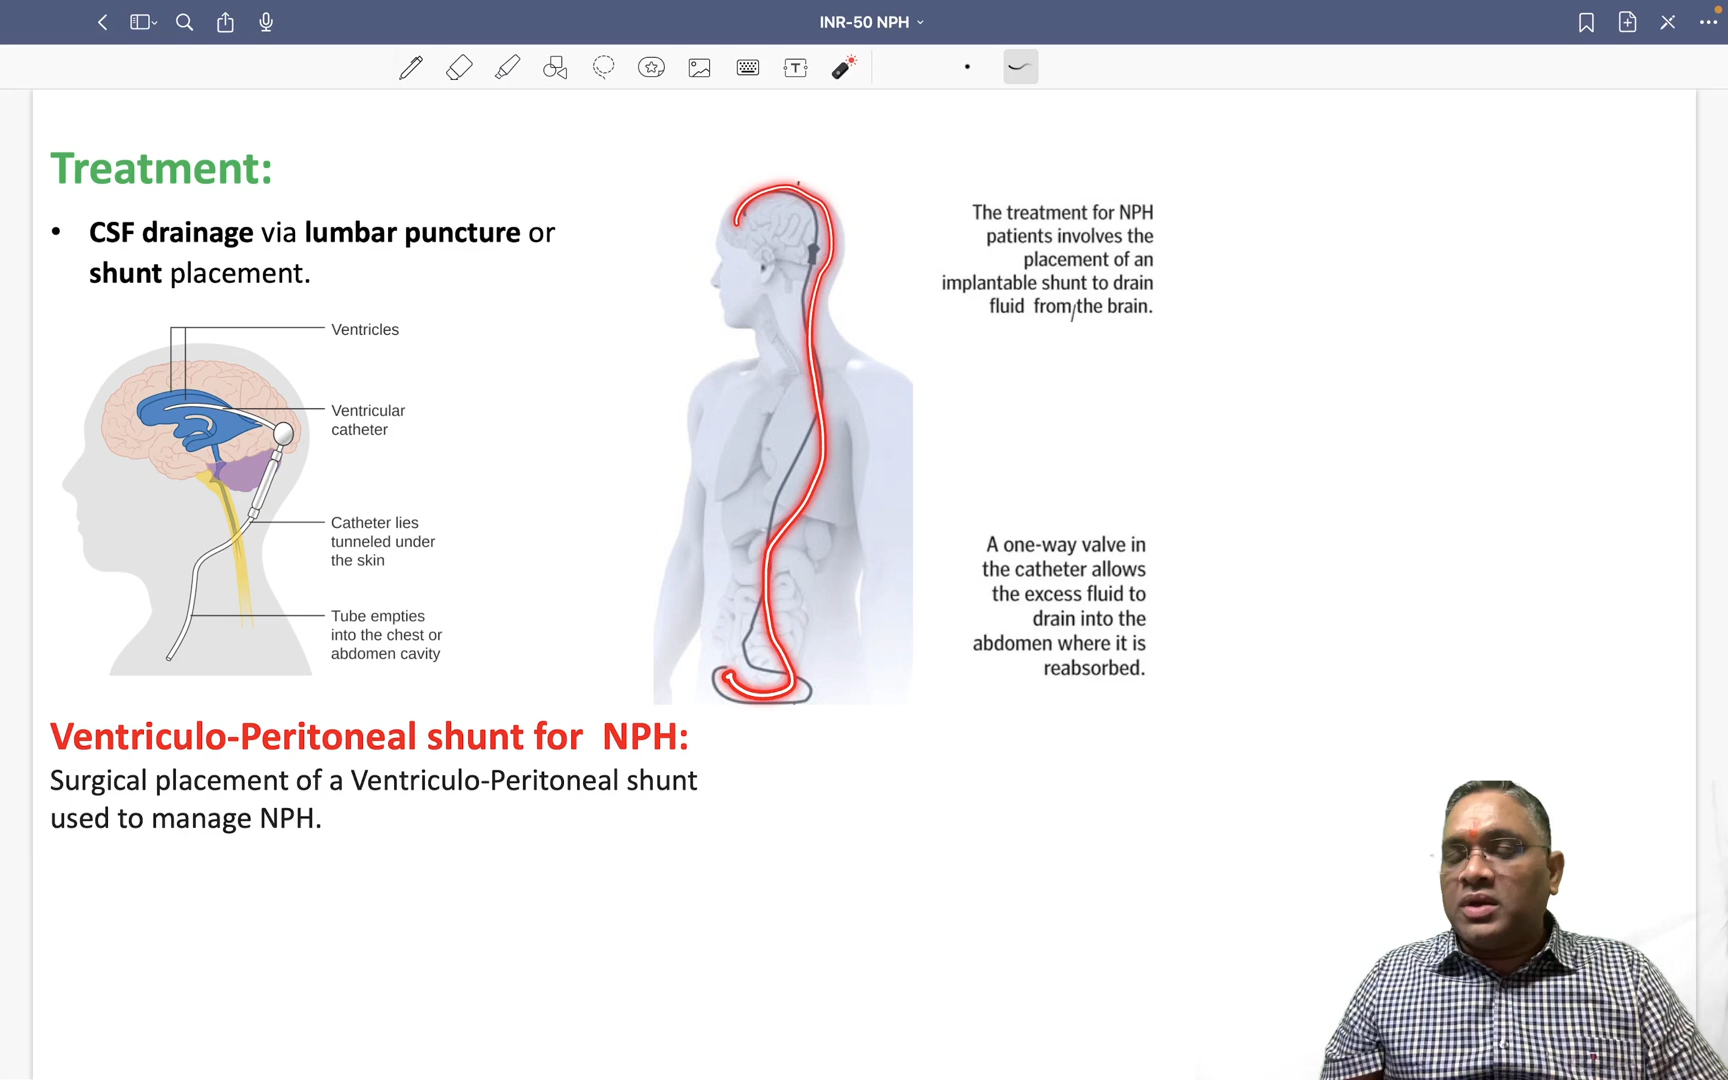 INR-50 NPH
Treatment:
• CSF drainage via lumbar puncture or
shunt placement.
Ventricles
Ventricular
catheter
Catheter lies
tunneled under
the skin
Tube empties
into the chest or
abdomen cavity
The treatment for NPH
patients involves the
placement of an
implantable shunt to drain
fluid from the brain.
A one-way valve in
the catheter allows
the excess fluid to
drain into the
abdomen where it is
reabsorbed.
Ventriculo-Peritoneal shunt for NPH:
Surgical placement of a Ventriculo-Peritoneal shunt
used to manage NPH.